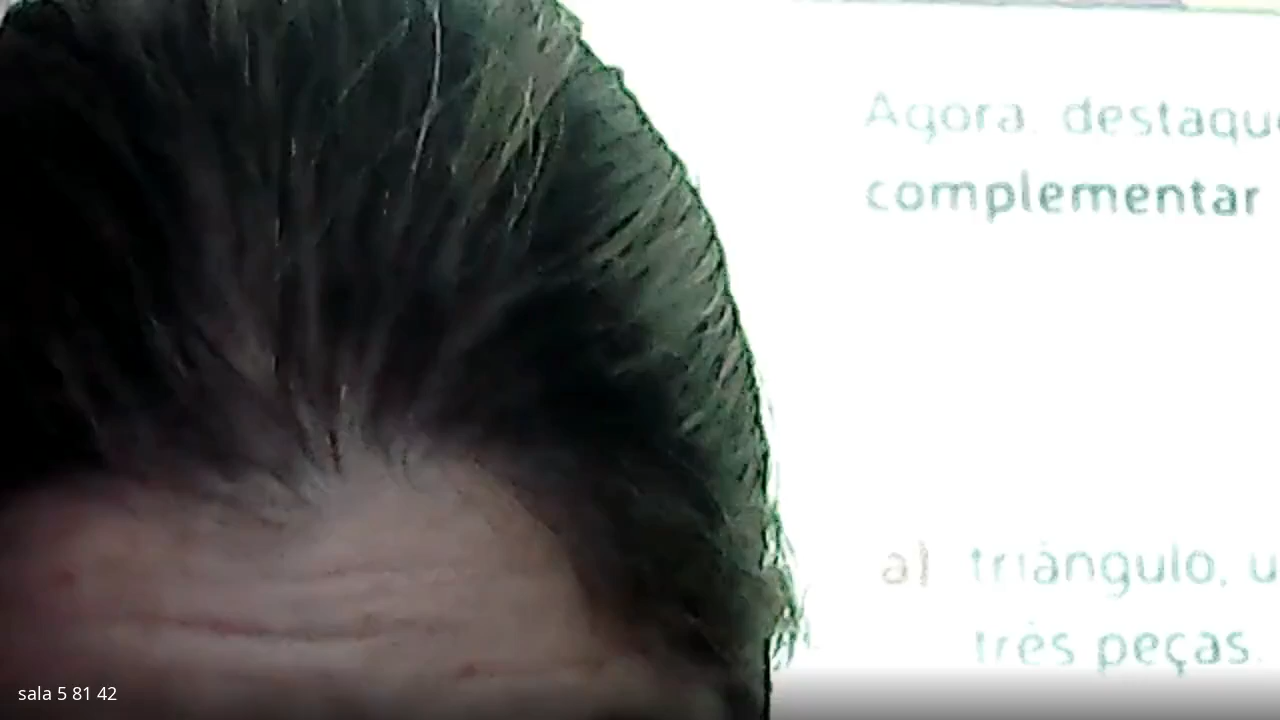 Agora, destaque
complementar
a) triângulo, u
três peças.
sala 5 81 42